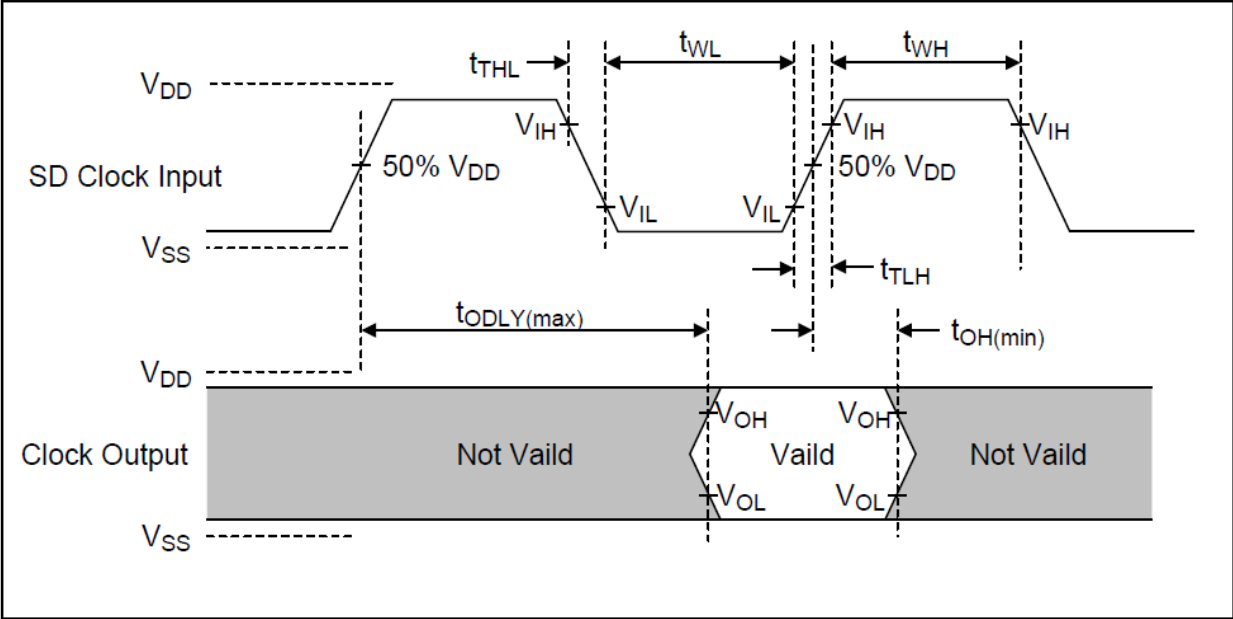 tWL
tWH
tTHL
VDD
VIH
VIH
VIH
SD Clock Input
50% VDD
50% VDD
VIL
VIL
VSS
tTLH
tODLY(max)
tOH(min)
VDD
VOH
VOH
Clock Output
Not Vaild
Vaild
Not Vaild
VOL
VOL
VSS